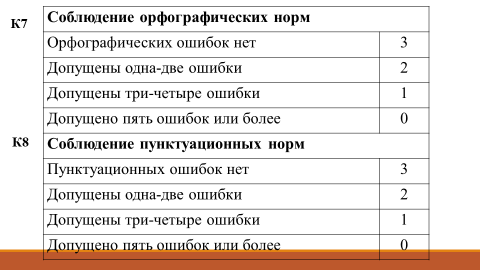 К7 Соблюдение орфографических норм
Орфографических ошибок нет 3
Допущены одна-две ошибки 2
Допущены три-четыре ошибки 1
Допущено пять ошибок или более 0
К8 Соблюдение пунктуационных норм
Пунктуационных ошибок нет 3
Допущены одна-две ошибки 2
Допущены три-четыре ошибки 1
Допущено пять ошибок или более 0